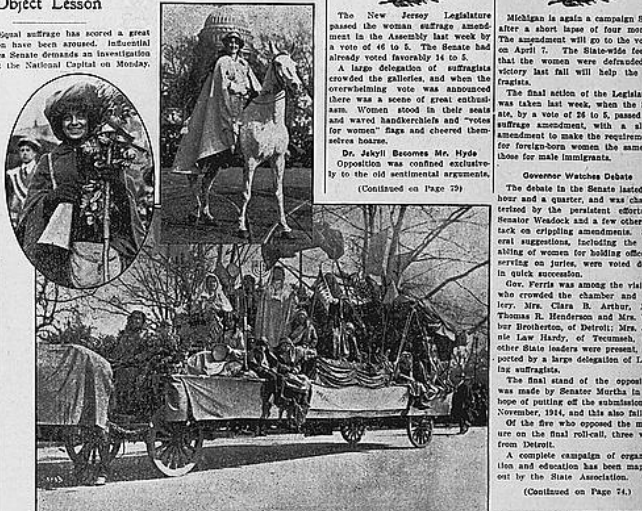 Object Lesson
Equal suffrage has scored a great
have been aroused. Influential
Senate demands an investigation
the National Capital on Monday.
The New Jersey Legislature
passed the woman suffrage amend-
ment in the Assembly last week by
a vote of 46 to 5. The Senate had
already voted favorably 14 to 5.
A large delegation of suffragists
crowded the galleries, and when the
overwhelming vote was announced
there was a scene of great enthusi-
asm. Women stood in their seats
and waved handkerchiefs and "votes
for women" flags and cheered them-
selves hoarse.
Dr. Jekyll Becomes Mr. Hyde
Opposition was confined exclusive-
ly to the old sentimental arguments.
(Continued on Page 79)
Michigan is again a campaign
after a short lapse of four
The amendment will go to the
on April 7. The State-wide
that the women were defrauded
victory last fall will help the
fragists.
The final action of the
was taken last week, when the
ate, by a vote of 26 to 5, passed
suffrage amendment, with a
amendment to make the
for foreign-born women the same
those for male immigrants.
Governor Watches Debate
The debate in the Senate lasted
hour and a quarter, and was
terized by the persistent
Senator Weadock and a few other
tack on crippling amendments.
eral suggestions, including the
abling of women for holding
serving on juries, were voted
in quick succession.
Gov. Ferris was among the
who crowded the chamber and
lery. Mrs. Clara B. Arthur,
Thomas R. Henderson and Mrs.
bur Brotherton, of Detroit; Mrs.
nie Law Hardy, of Tecumseh,
other State leaders were present,
ported by a large delegation of
ing suffragists.
The final stand of the
was made by Senator Murtha in
hope of putting off the submission
November, 1914, and this also
Of the five who opposed the
ure on the final roll-call, three
from Detroit.
A complete campaign of
tion and education has been
out by the State Association.
(Continued on Page 74.)